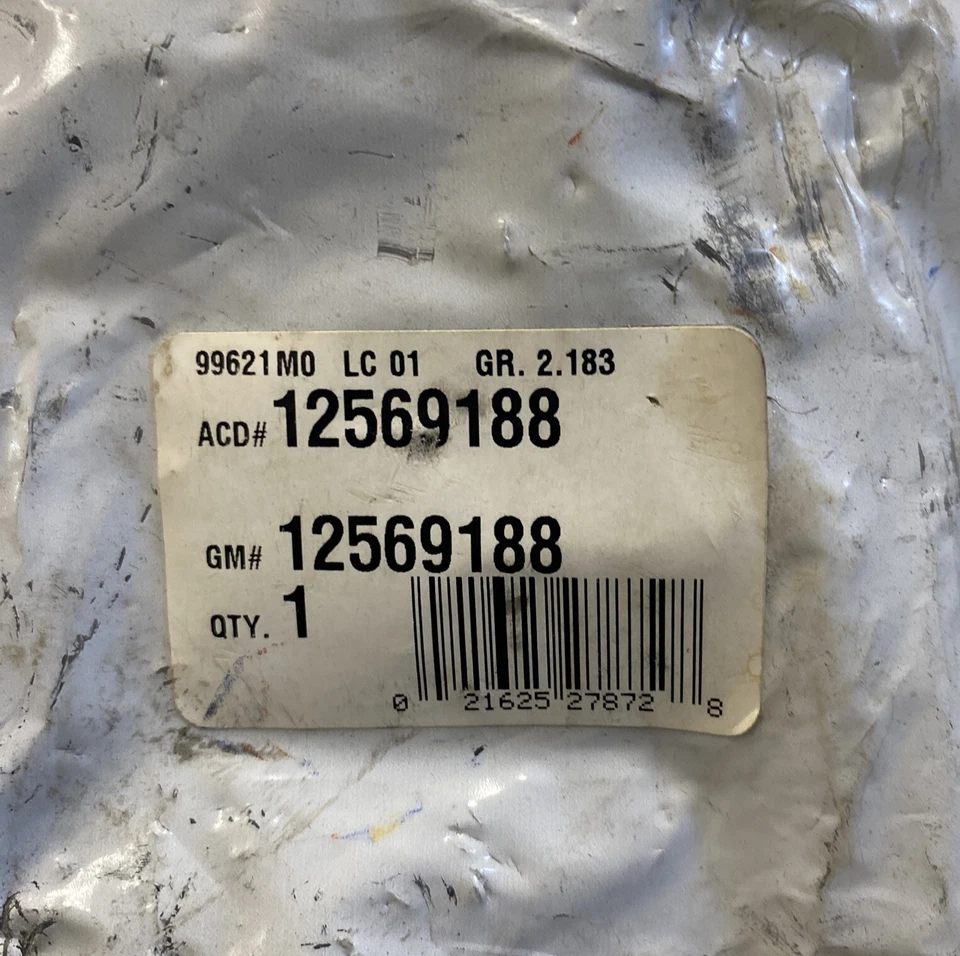 99621M0 LC 01 GR. 2.183
ACD# 12569188
GM# 12569188
QTY. 1
0 21625 27872 8